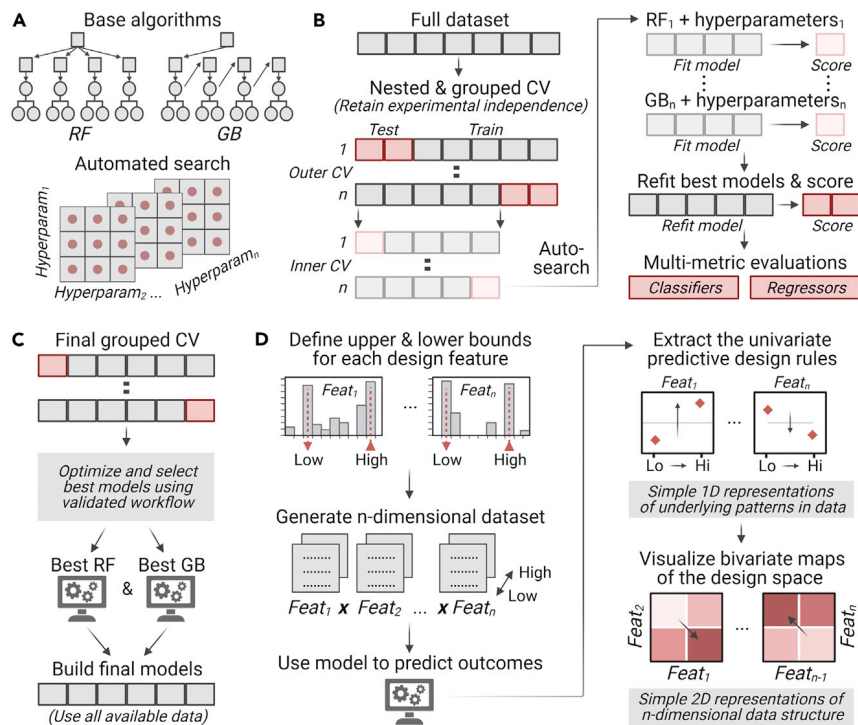 A
Base algorithms
RF
GB
Automated search
Hyperparam1
Hyperparam2 ...
Hyperparamn
B
Full dataset
Nested & grouped CV
(Retain experimental independence)
Test
Train
1
Outer CV
n
1
Inner CV
n
Auto-
search
RF1 + hyperparameters1
Fit model
Score
GBn + hyperparametersn
Fit model
Score
Refit best models & score
Refit model
Score
Multi-metric evaluations
Classifiers
Regressors
C
Final grouped CV
Optimize and select
best models using
validated workflow
Best RF
&
Best GB
Build final models
(Use all available data)
D
Define upper & lower bounds
for each design feature
Feat1
...
Featn
Low
High
Low
High
Generate n-dimensional dataset
High
Low
Feat1 x Feat2 ... x Featn
Use model to predict outcomes
Extract the univariate
predictive design rules
Feat1
Featn
...
Lo
Hi
Lo
Hi
Simple 1D representations
of underlying patterns in data
Visualize bivariate maps
of the design space
Feat2
...
Featn
Feat1
Featn-1
Simple 2D representations of
n-dimensional data structure